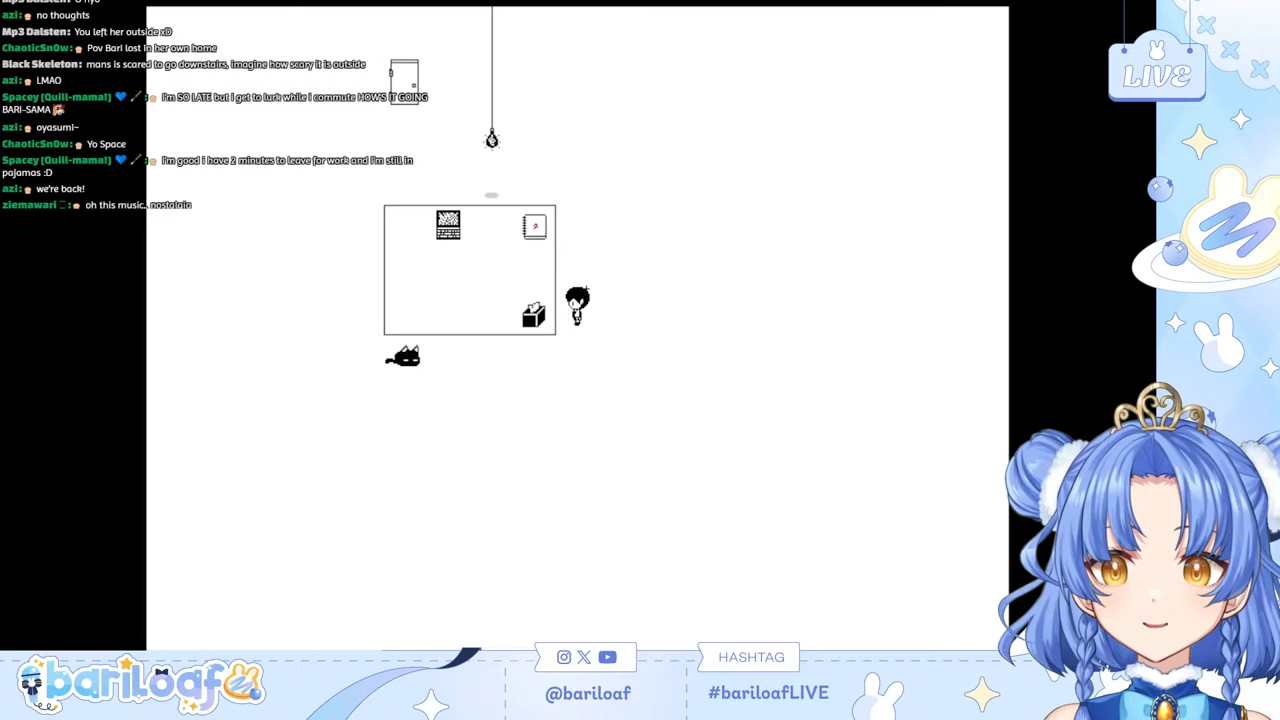 Mp3 Dalsten:
azi: no thoughts
Mp3 Dalsten: You left her outside xD
ChaoticSn0w: Pov Bari lost in her own home
Black Skeleton: mans is scared to go downstairs, imagine how scary it is outside
azi: LMAO
Spacey [Quill-mama!] : I'm SO LATE but I get to lurk while I commute HOW'S IT GOING
BARI-SAMA
azi: oyasumi~
ChaoticSn0w: Yo Space
Spacey [Quill-mama!] : I'm good i have 2 minutes to leave for work and I'm still in
pajamas :D
azi: we're back!
ziemawari : oh this music.. nostalgia
LIVE
bariloaf
@bariloaf
HASHTAG
#bariloafLIVE